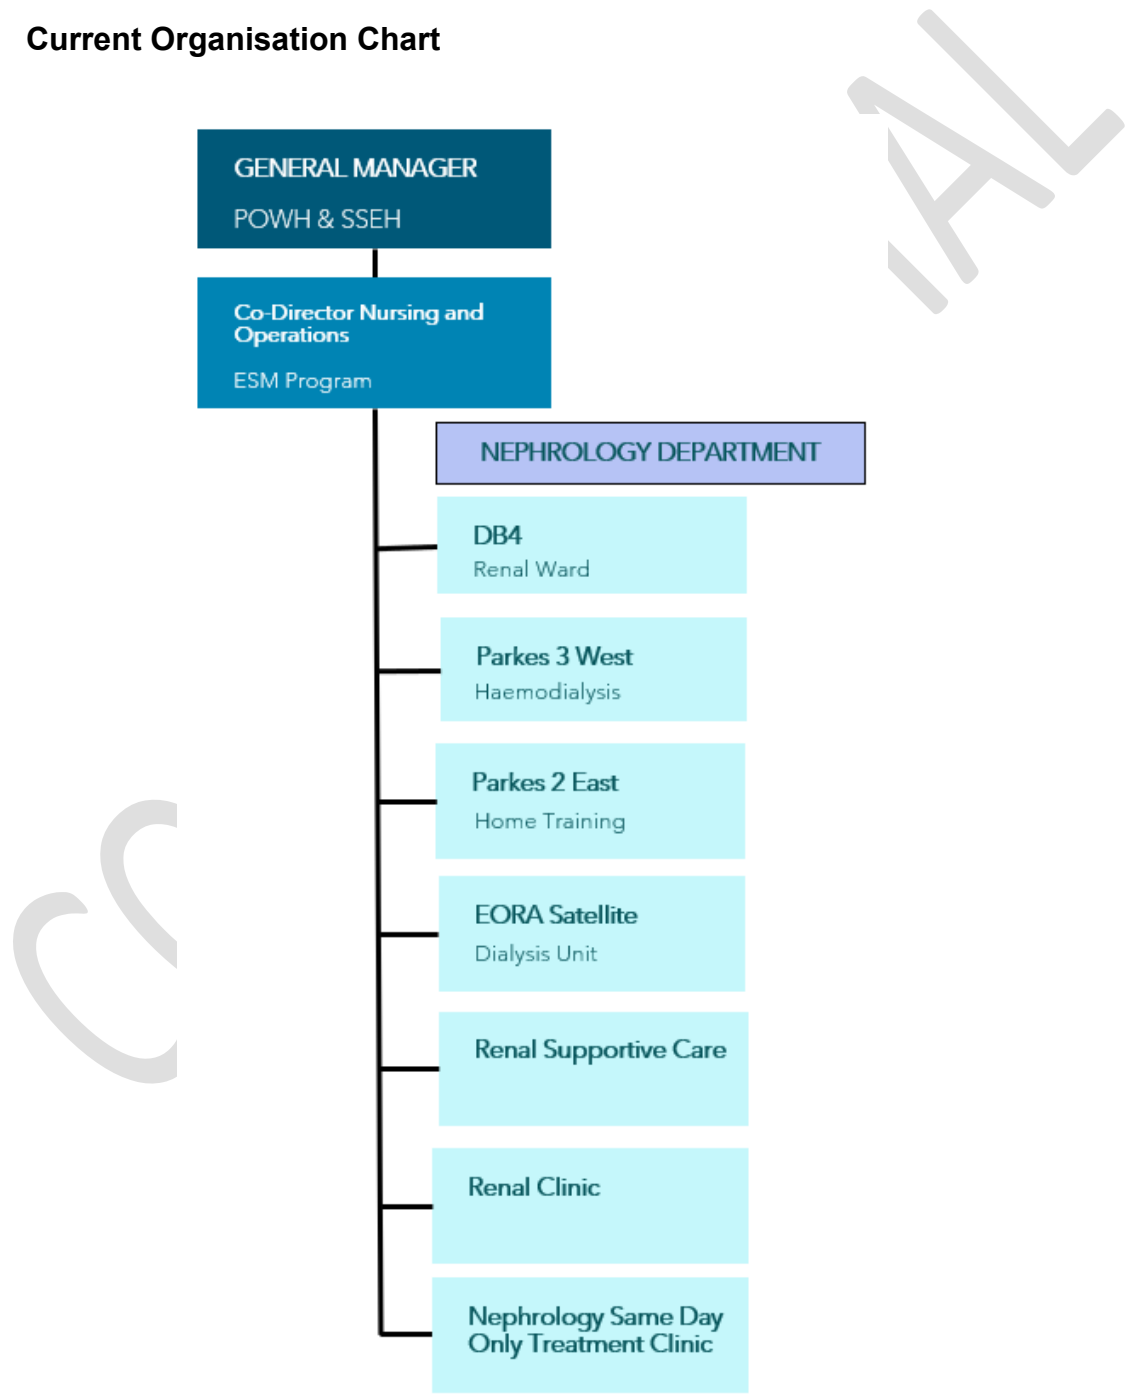 Current Organisation Chart
GENERAL MANAGER
POWH & SSEH
Co-Director Nursing and
Operations
ESM Program
NEPHROLOGY DEPARTMENT
DB4
Renal Ward
Parkes 3 West
Haemodialysis
Parkes 2 East
Home Training
EORA Satellite
Dialysis Unit
Renal Supportive Care
Renal Clinic
Nephrology Same Day
Only Treatment Clinic